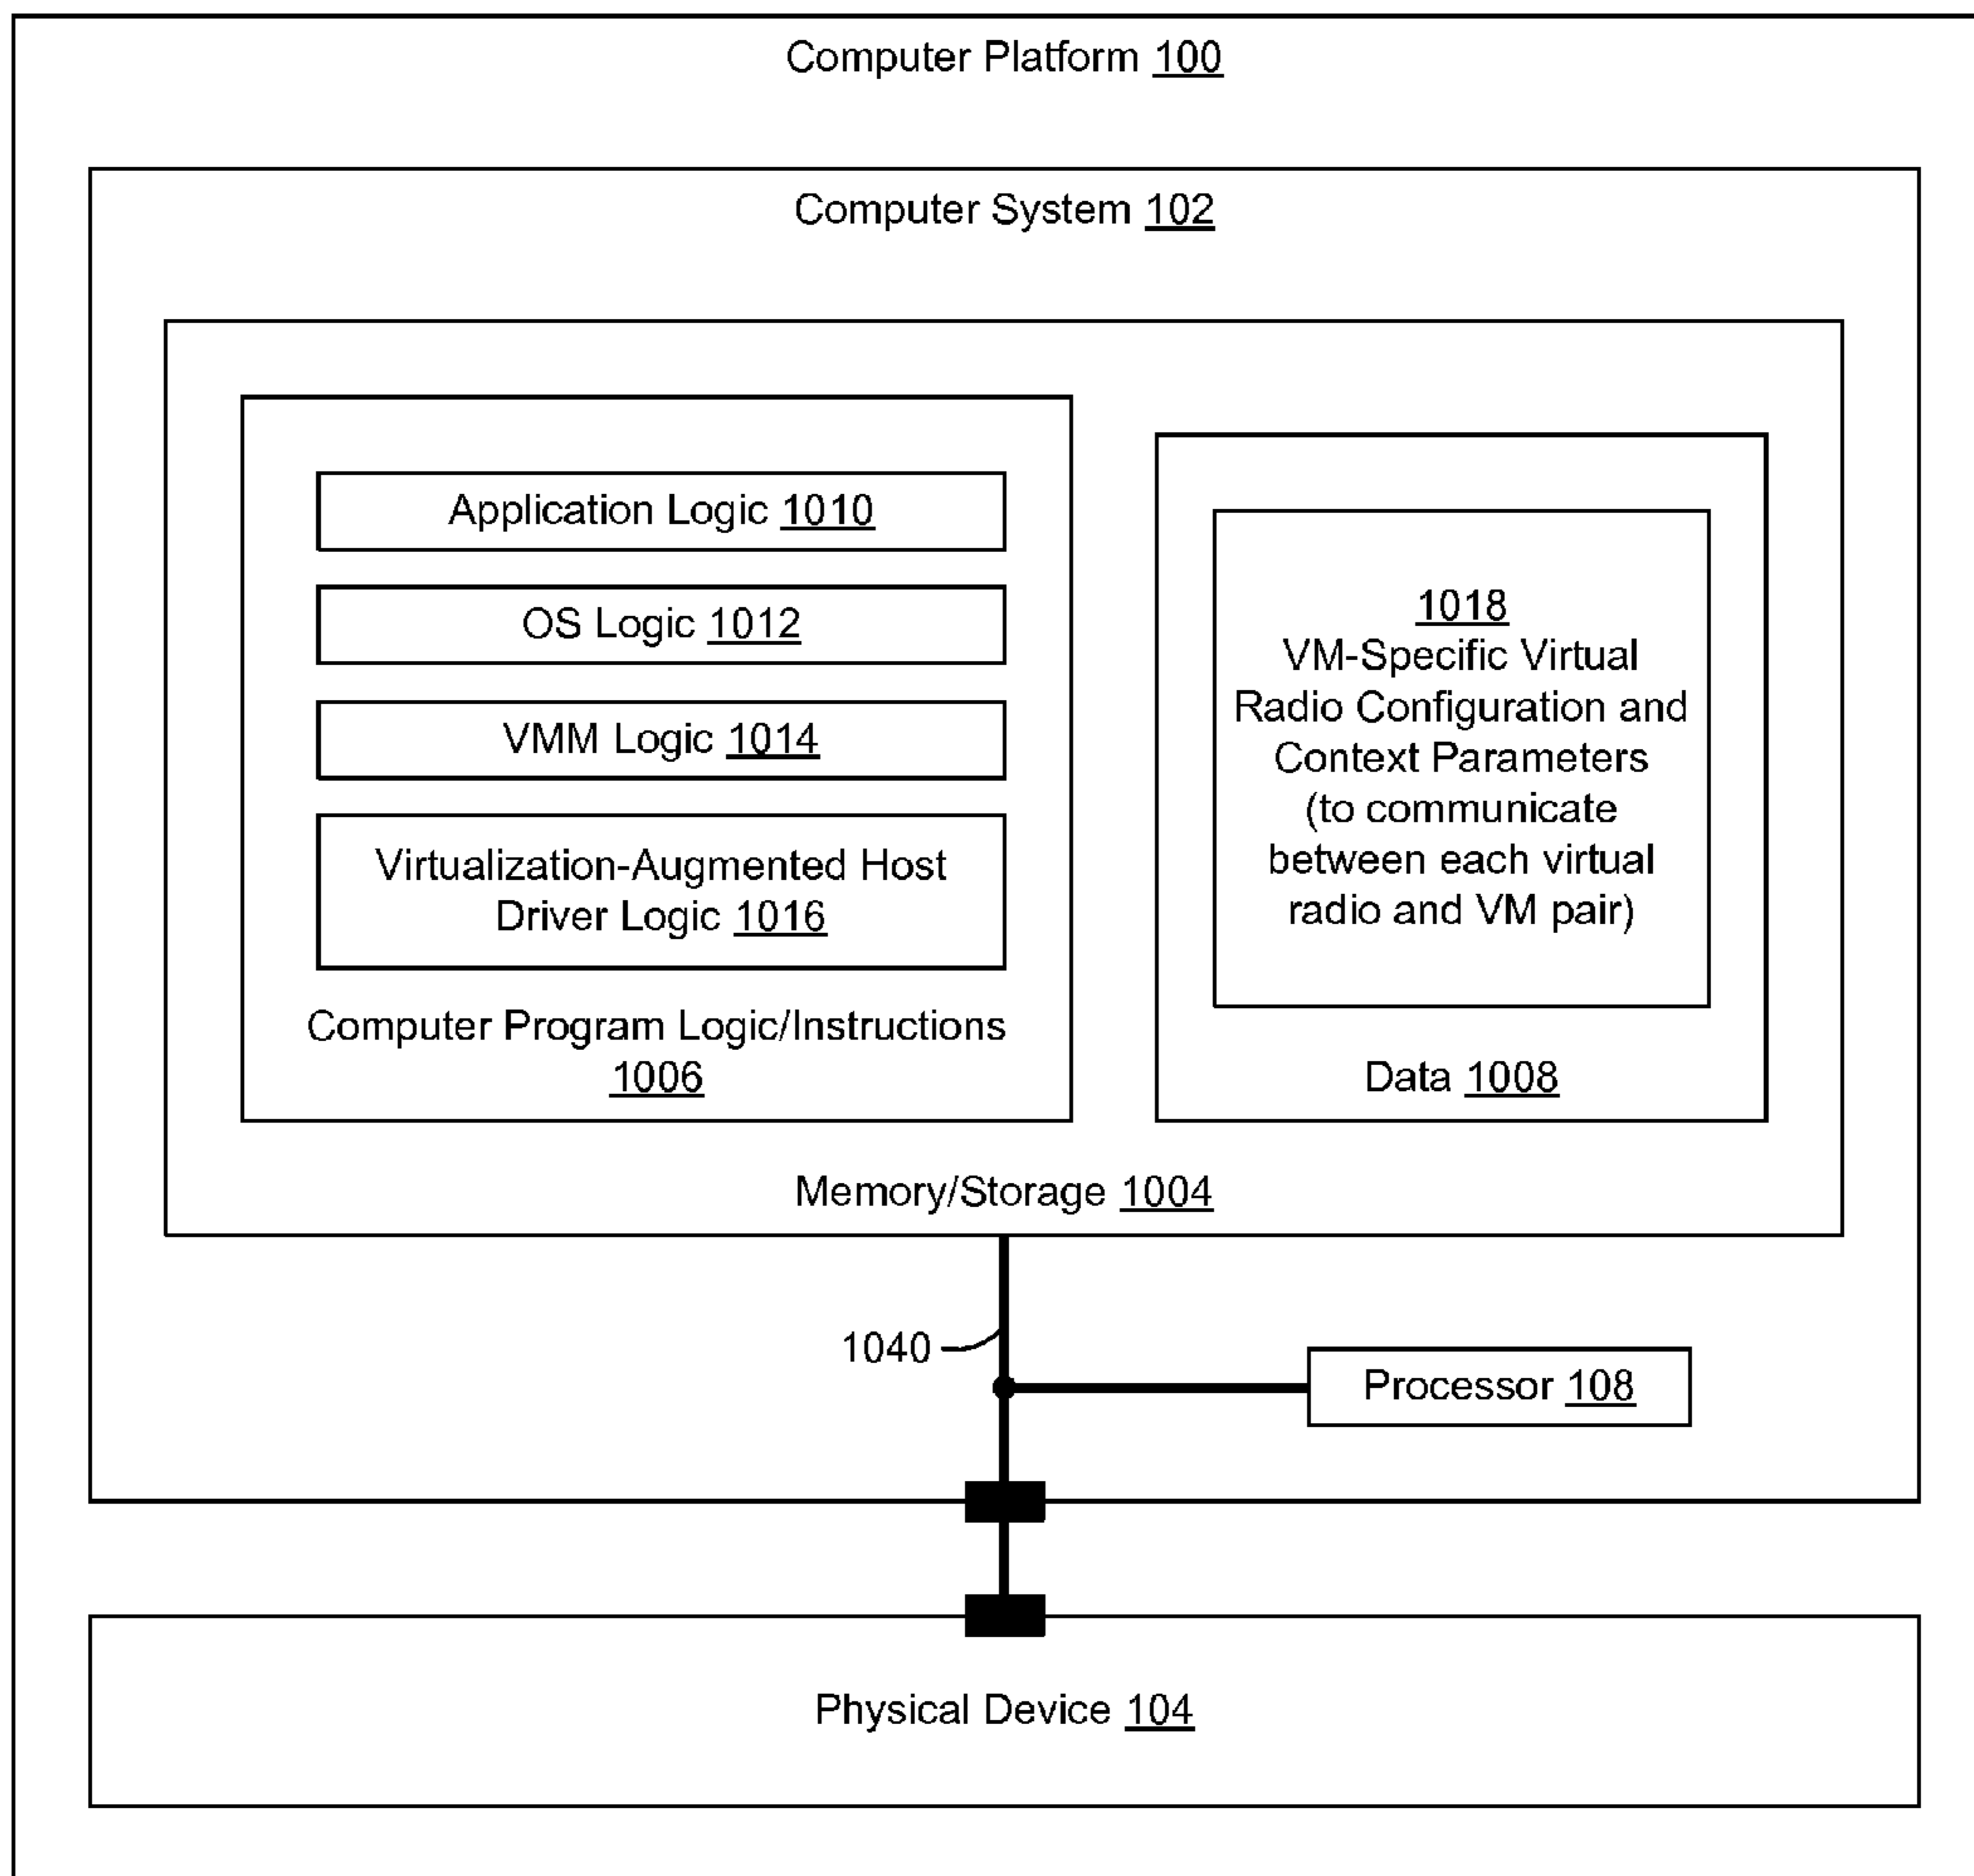 Computer Platform 100
Computer System 102
Application Logic 1010
OS Logic 1012
VMM Logic 1014
Virtualization-Augmented Host
Driver Logic 1016
Computer Program Logic/Instructions
1006
1018
VM-Specific Virtual
Radio Configuration and
Context Parameters
(to communicate
between each virtual
radio and VM pair)
Data 1008
Memory/Storage 1004
1040
Processor 108
Physical Device 104